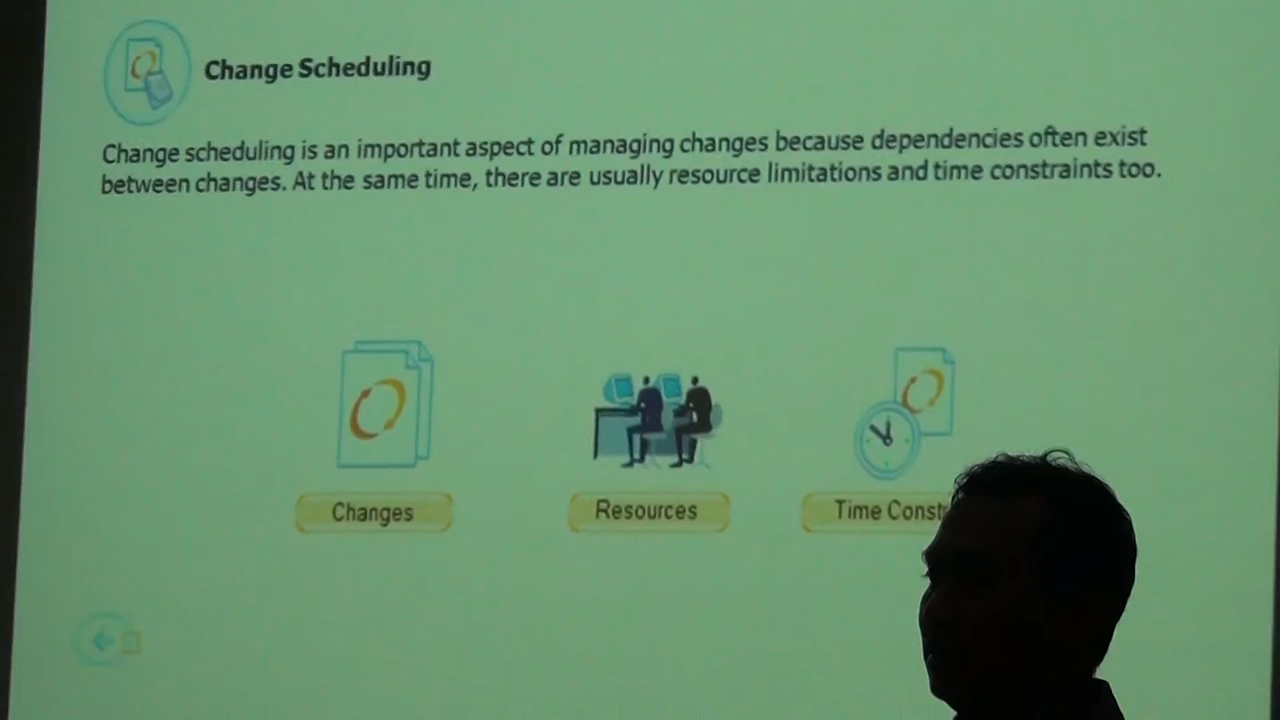 Change Scheduling
Change scheduling is an important aspect of managing changes because dependencies often exist
between changes. At the same time, there are usually resource limitations and time constraints too.
Changes
Resources
Time